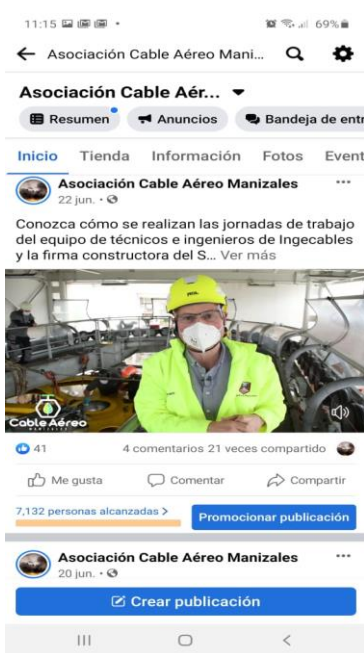 11:15
69%
Asociación Cable Aéreo Mani...
Asociación Cable Aér...
Resumen Anuncios Bandeja de entr
Inicio Tienda Información Fotos Event
Asociación Cable Aéreo Manizales
22 jun.
Conozca cómo se realizan las jornadas de trabajo
del equipo de técnicos e ingenieros de Ingecables
y la firma constructora del S... Ver más
Cable Aéreo
MANIZALES
41 4 comentarios 21 veces compartido
Me gusta Comentar Compartir
7,132 personas alcanzadas > Promocionar publicación
Asociación Cable Aéreo Manizales
20 jun.
Crear publicación